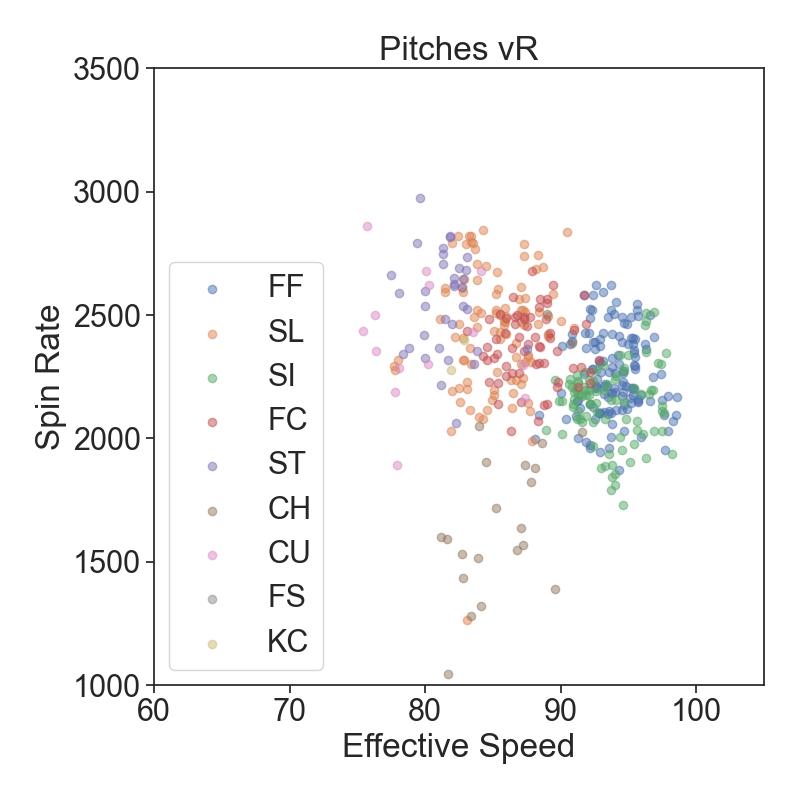 Pitches vR
3500
3000
2500
2000
1500
1000
Spin Rate
FF
SL
SI
FC
ST
CH
CU
FS
KC
60 70 80 90 100
Effective Speed